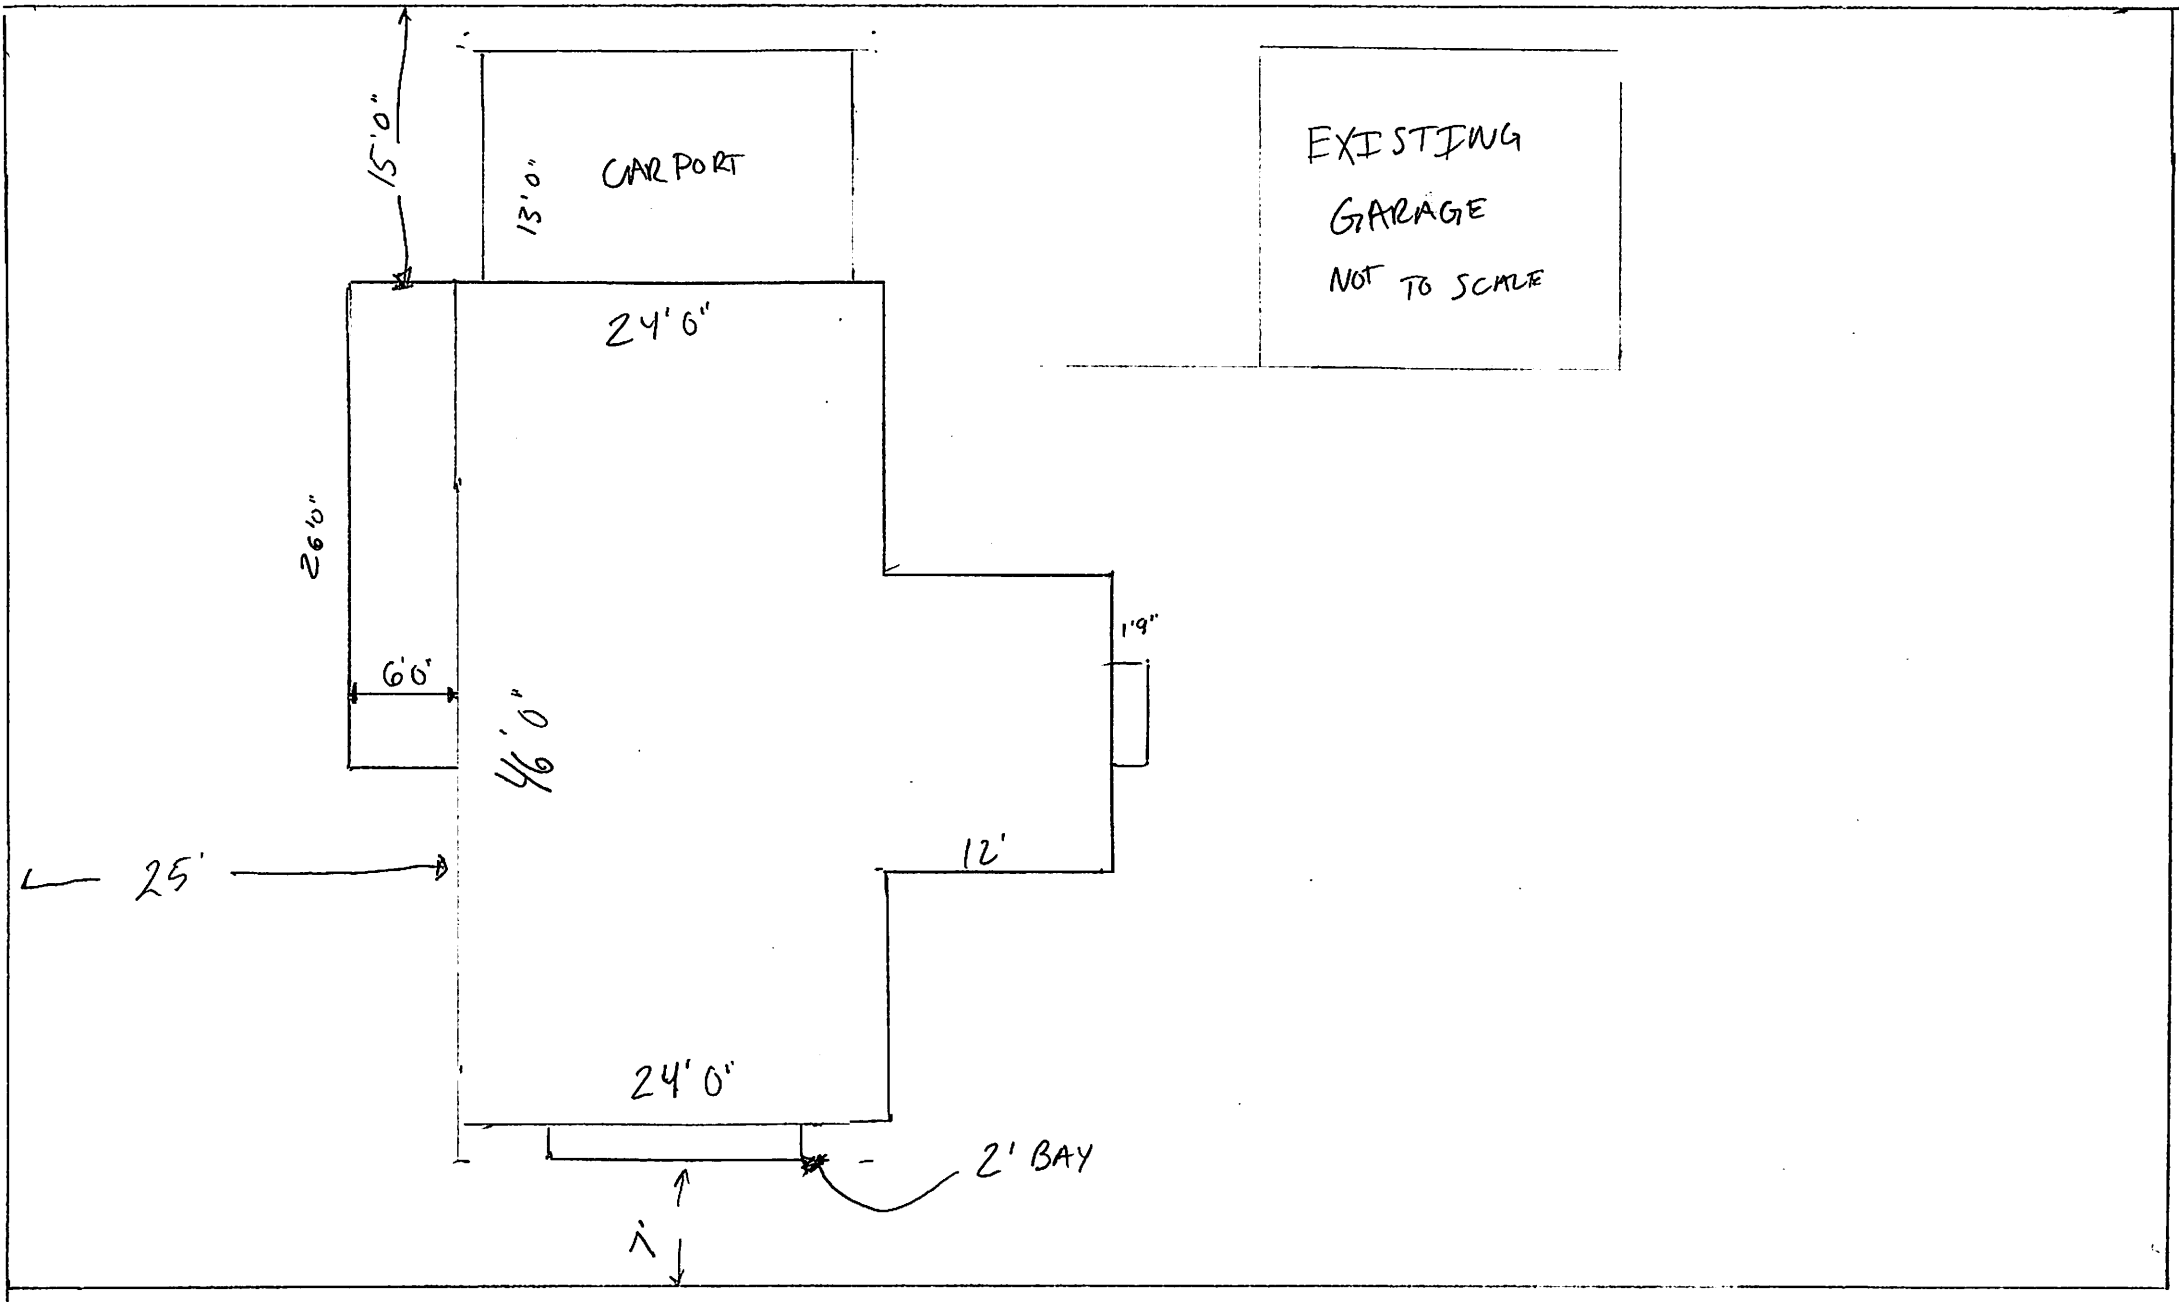 15'0"
13'0"
CARPORT
EXISTING
GARAGE
NOT TO SCALE
24'0"
26'0"
1'9"
6'0"
46'0"
12'
25'
24'0"
2' BAY